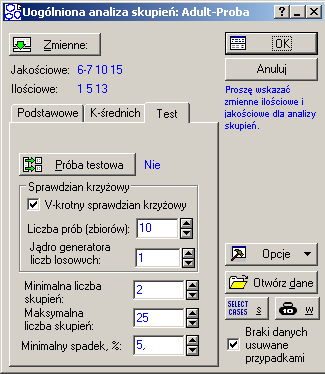 Uogólniona analiza skupień: Adult-Proba
Zmienne:
OK
Jakościowe: 6-7 10 15
Anuluj
Ilościowe: 1 5 13
Proszę wskazać
zmienne ilościowe i
jakościowe dla analizy
skupień.
Podstawowe K-średnich Test
Próba testowa Nie
Sprawdzian krzyżowy
V-krotny sprawdzian krzyżowy
Liczba prób (zbiorów): 10
Jądro generatora
liczb losowych: 1
Opcje
Minimalna liczba
skupień: 2
Otwórz dane
Maksymalna
liczba skupień: 25
SELECT
CASES S W
Minimalny spadek, %: 5,
Braki danych
usuwane
przypadkami